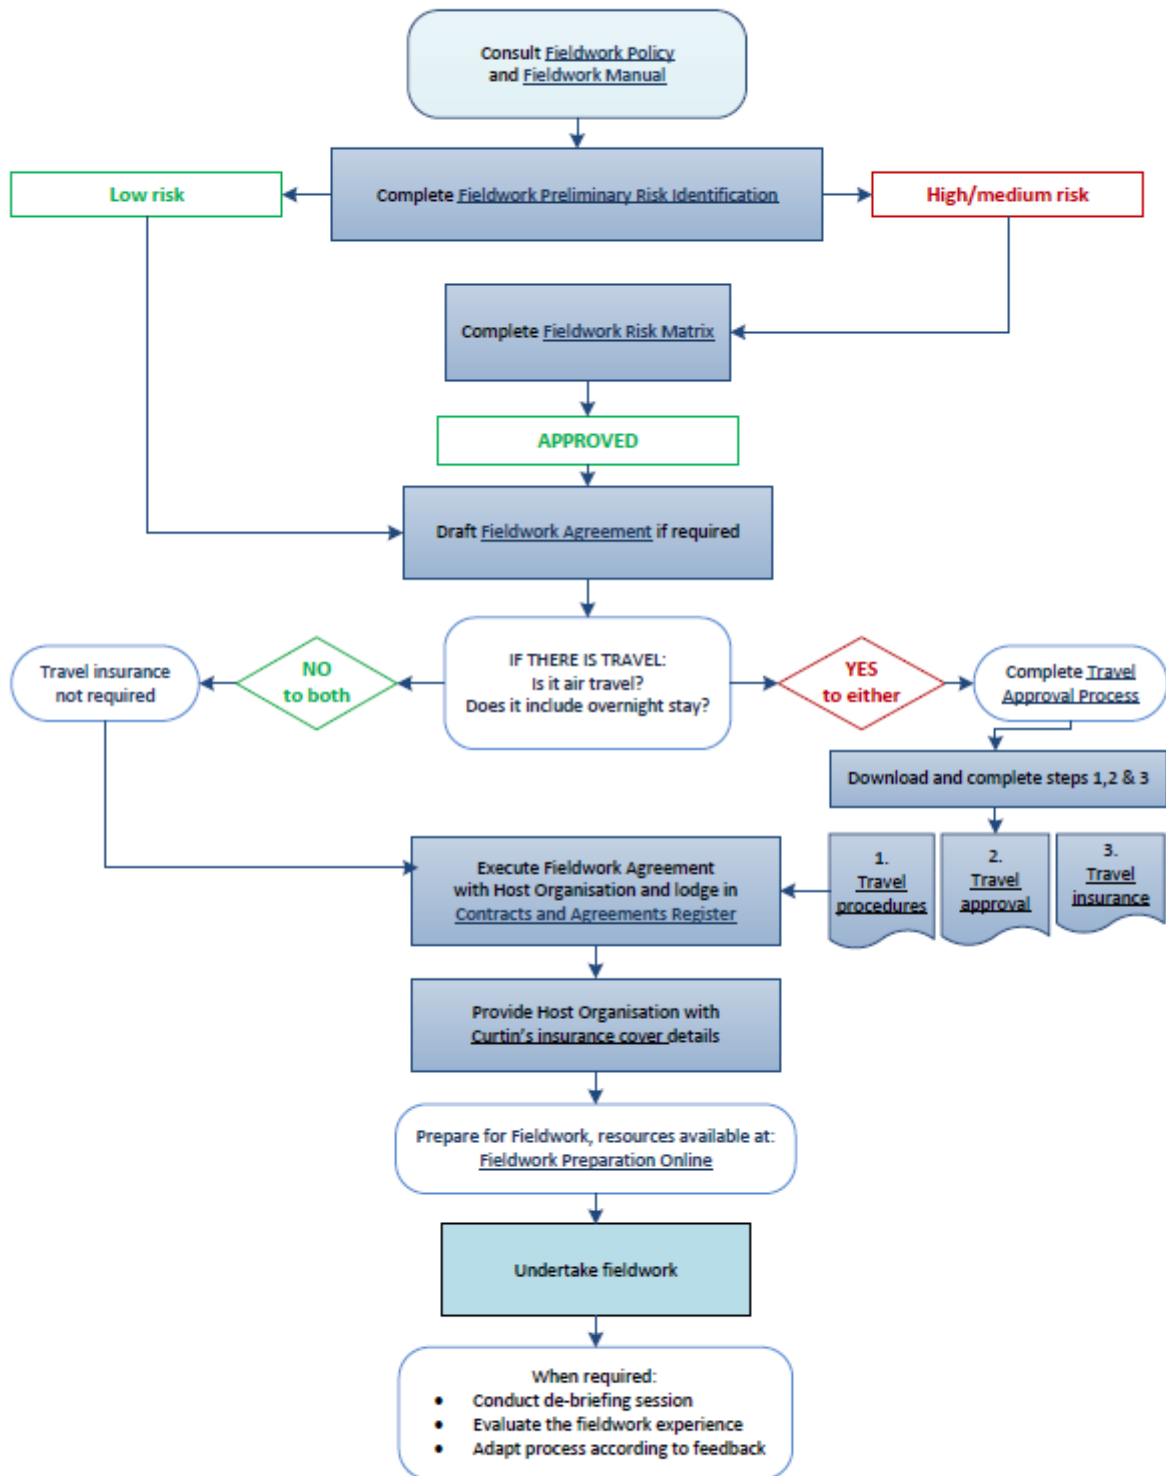 Consult Fieldwork Policy
and Fieldwork Manual
Low risk
Complete Fieldwork Preliminary Risk Identification
High/medium risk
Complete Fieldwork Risk Matrix
APPROVED
Draft Fieldwork Agreement if required
Travel insurance
not required
NO
to both
IF THERE IS TRAVEL:
Is it air travel?
Does it include overnight stay?
YES
to either
Complete Travel
Approval Process
Download and complete steps 1,2 & 3
1.
Travel
procedures
2.
Travel
approval
3.
Travel
insurance
Execute Fieldwork Agreement
with Host Organisation and lodge in
Contracts and Agreements Register
Provide Host Organisation with
Curtin's insurance cover details
Prepare for Fieldwork, resources available at:
Fieldwork Preparation Online
Undertake fieldwork
When required:
• Conduct de-briefing session
• Evaluate the fieldwork experience
• Adapt process according to feedback